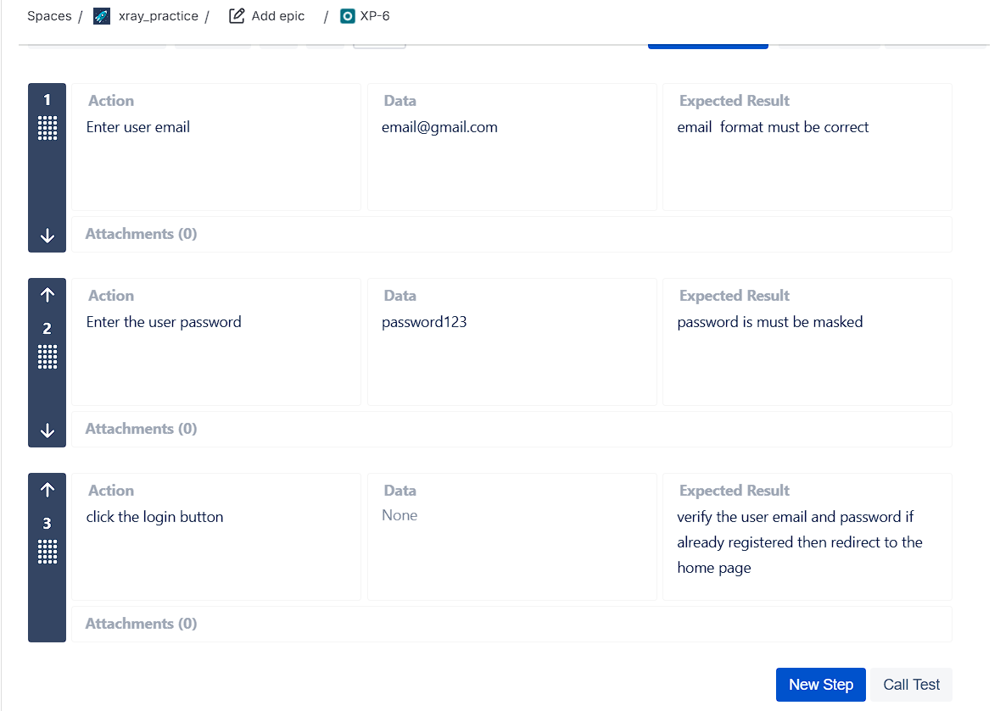 Spaces / xray_practice / Add epic / XP-6
1
Action
Data
Expected Result
Enter user email
email@gmail.com
email format must be correct
Attachments (0)
2
Action
Data
Expected Result
Enter the user password
password123
password is must be masked
Attachments (0)
3
Action
Data
Expected Result
click the login button
None
verify the user email and password if
already registered then redirect to the
home page
Attachments (0)
New Step
Call Test